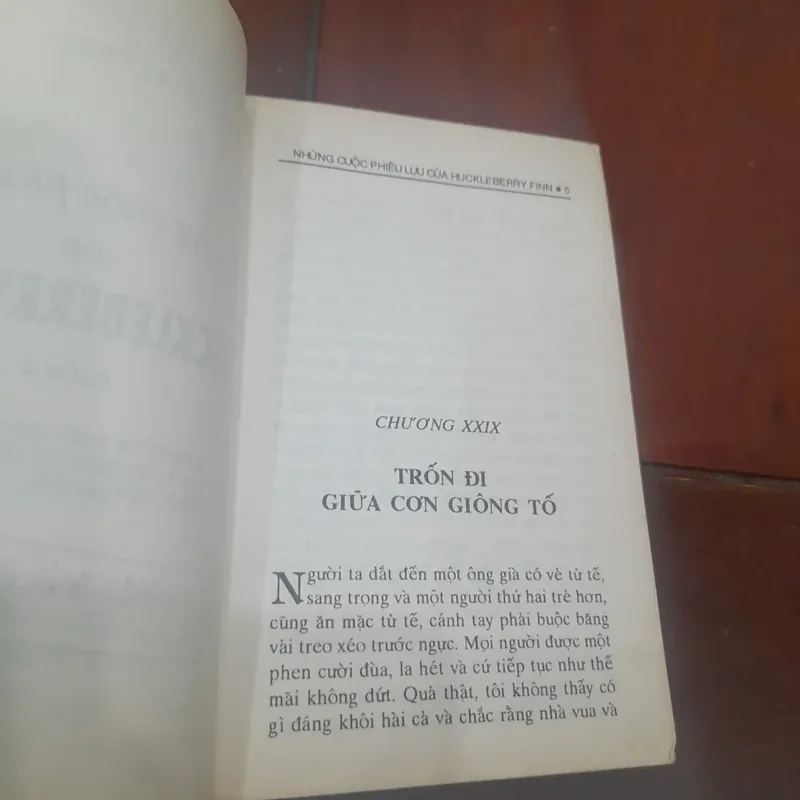 NHỮNG CUỘC PHIÊU LƯU CỦA HUCKLEBERRY FINN ● 5
CHƯƠNG XXIX
TRỐN ĐI
GIỮA CƠN GIÔNG TỐ
Người ta dắt đến một ông già có vẻ tử tế,
sang trọng và một người thứ hai trẻ hơn,
cũng ăn mặc tử tế, cánh tay phải buộc băng
vải treo xéo trước ngực. Mọi người được một
phen cười đùa, la hét và cứ tiếp tục như thế
mãi không dứt. Quả thật, tôi không thấy có
gì đáng khôi hài cả và chắc rằng nhà vua và